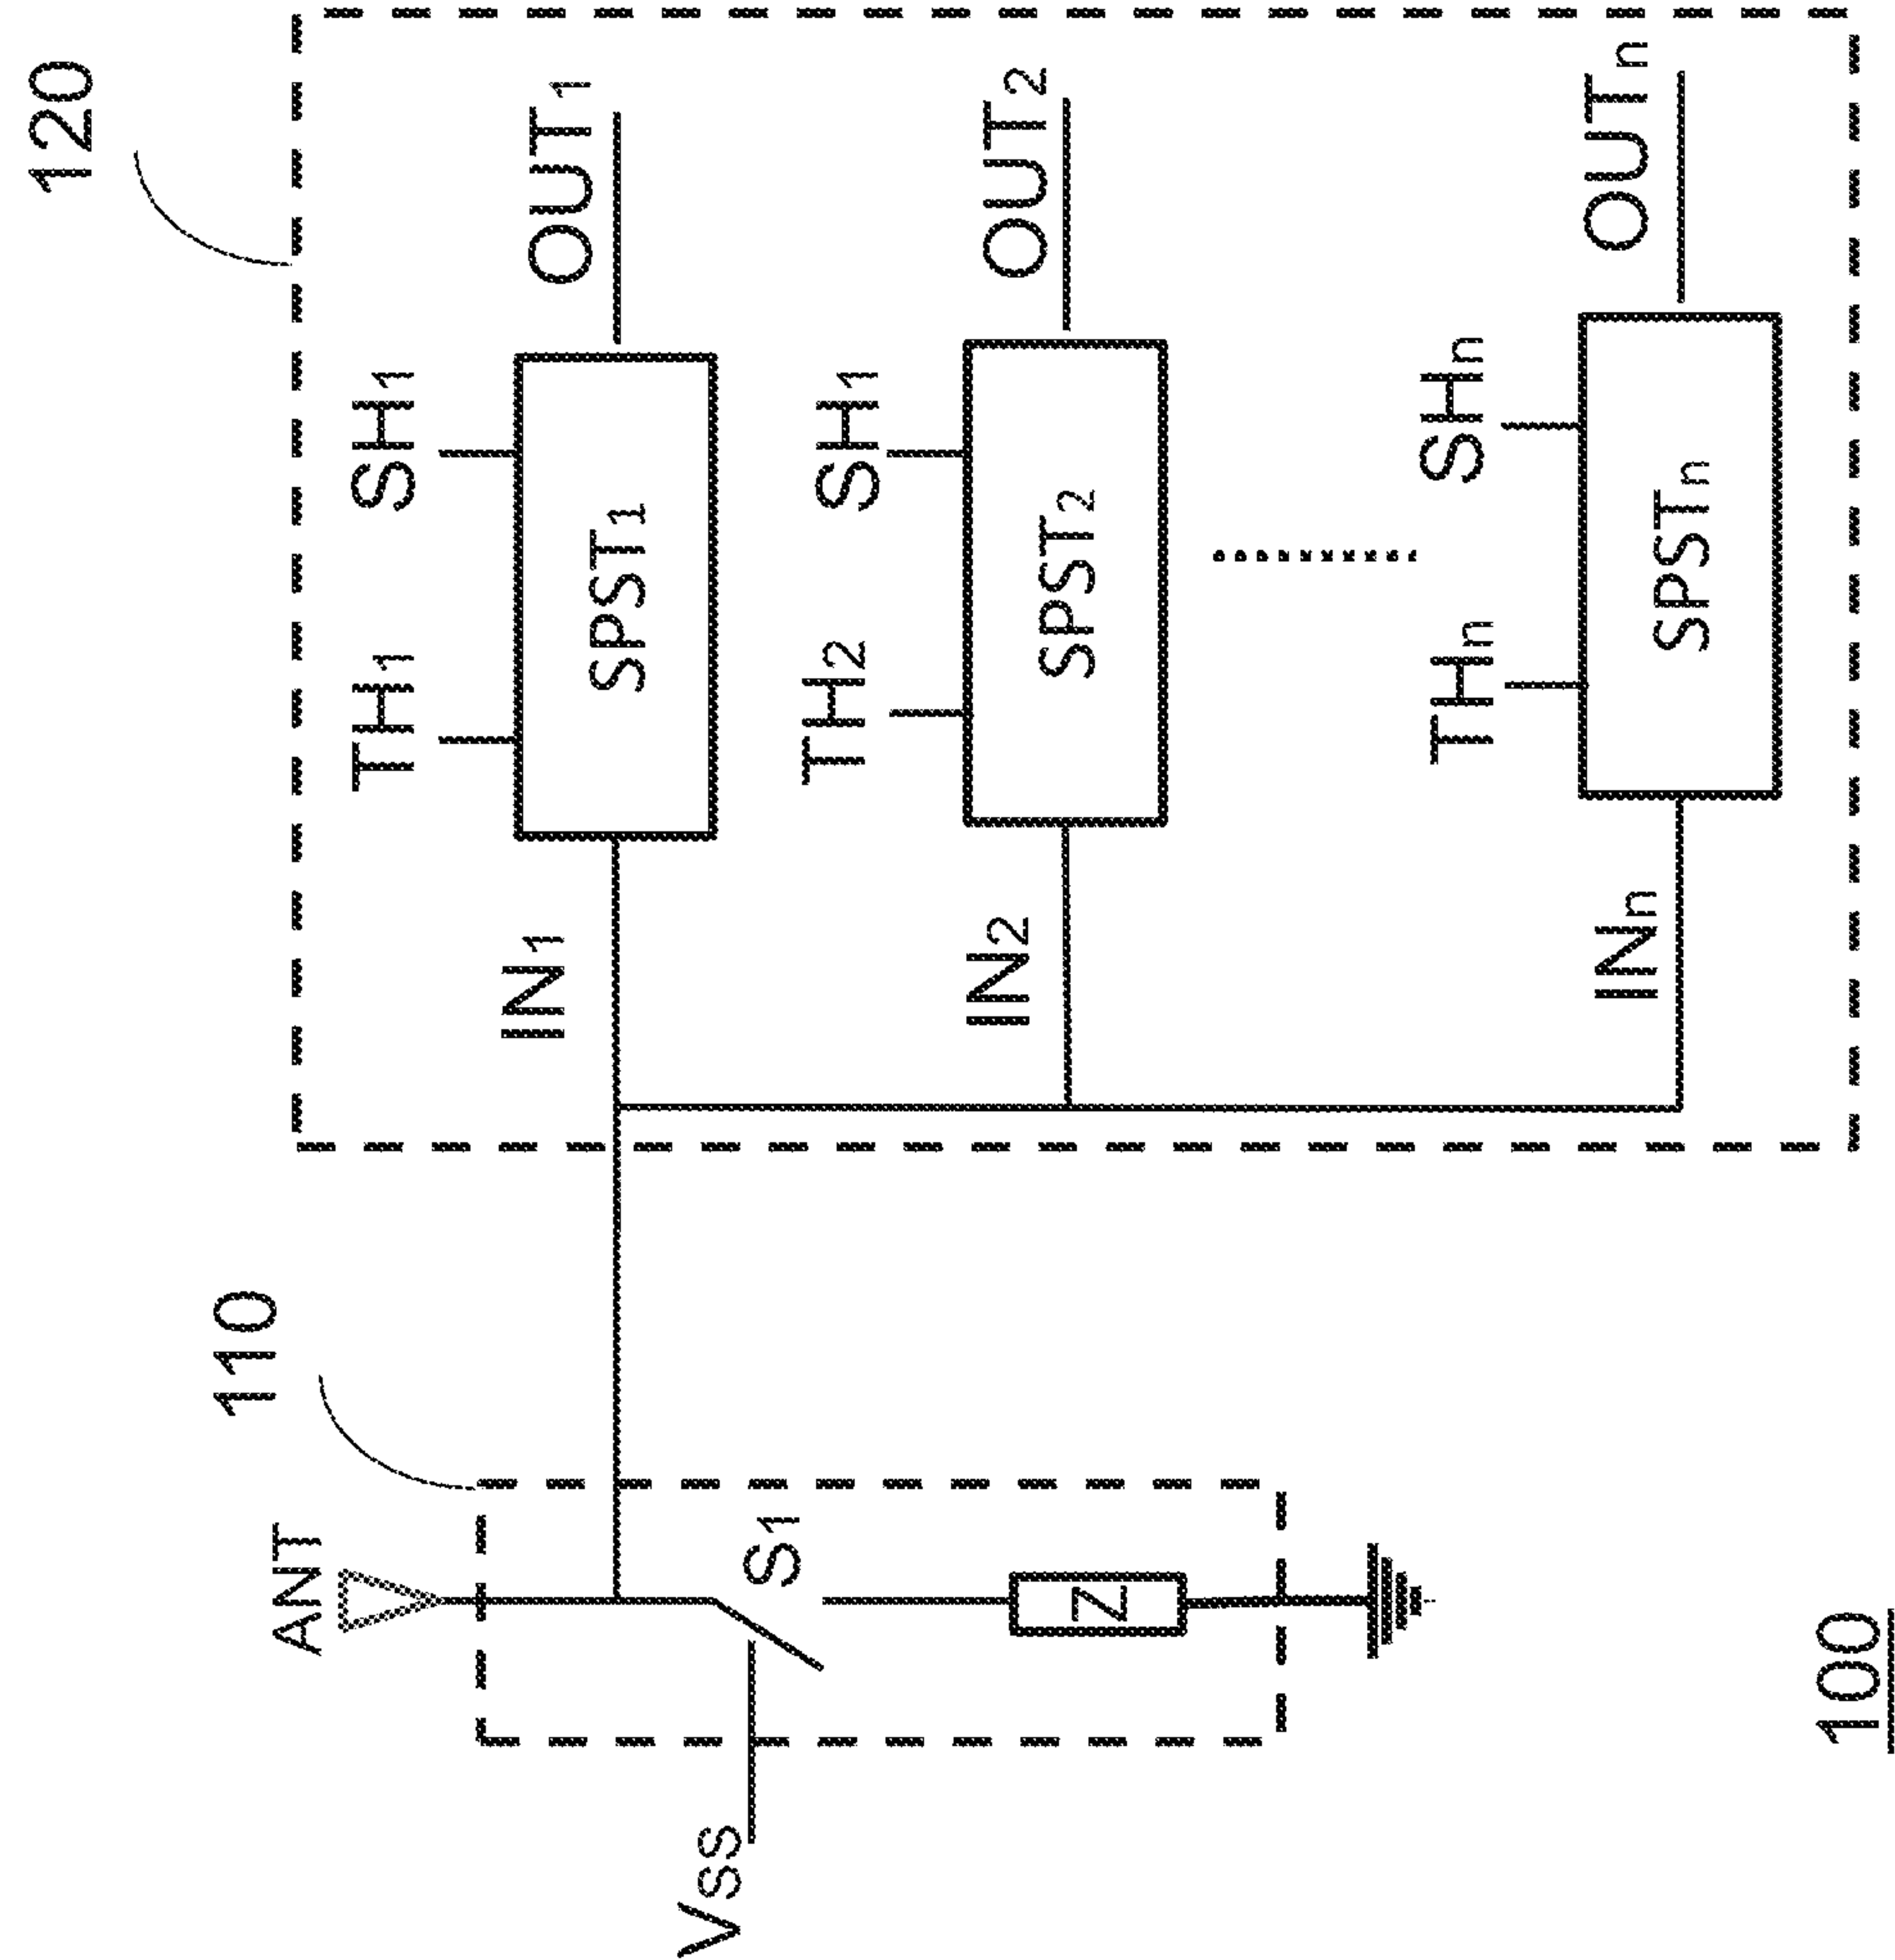 120
110
ANT
Vss
S1
Z
IN1
TH1
SH1
SPST1
OUT1
IN2
TH2
SH1
SPST2
OUT2
INn
THn
SHn
SPSTn
OUTn
100